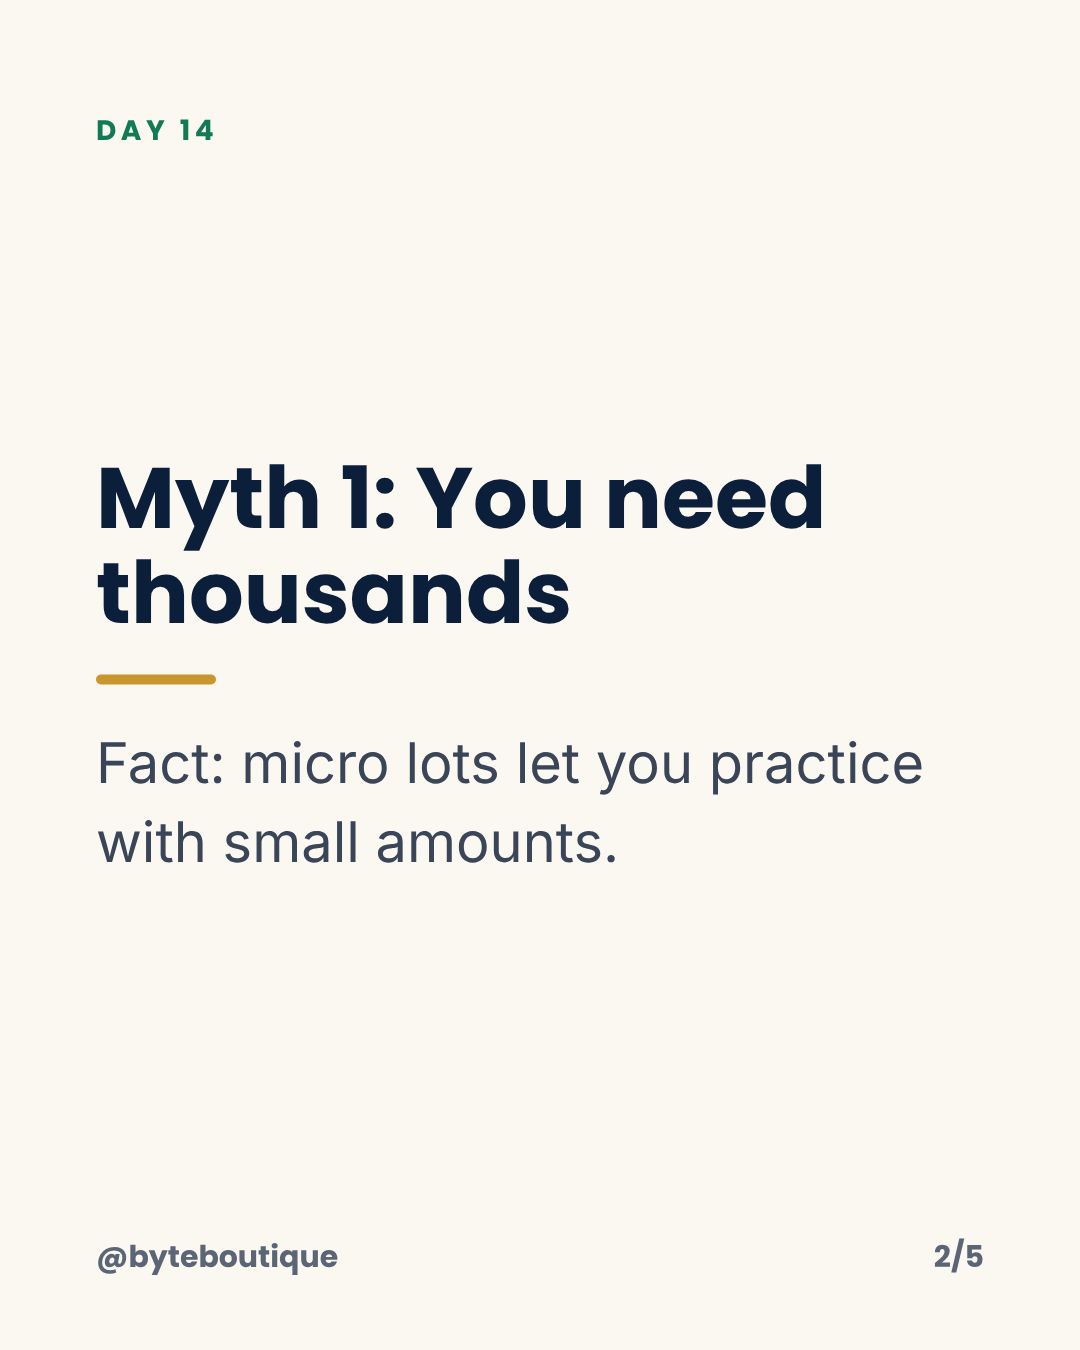 DAY 14
Myth 1: You need
thousands
Fact: micro lots let you practice
with small amounts.
@byteboutique
2/5